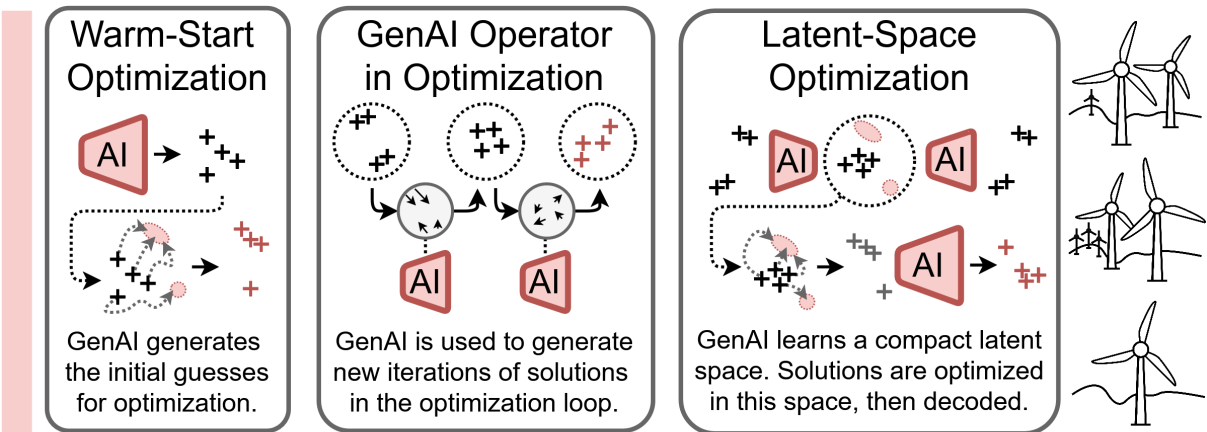 Warm-Start
Optimization
AI
GenAI generates
the initial guesses
for optimization.
GenAI Operator
in Optimization
AI
AI
GenAI is used to generate
new iterations of solutions
in the optimization loop.
Latent-Space
Optimization
AI
AI
AI
GenAI learns a compact latent
space. Solutions are optimized
in this space, then decoded.